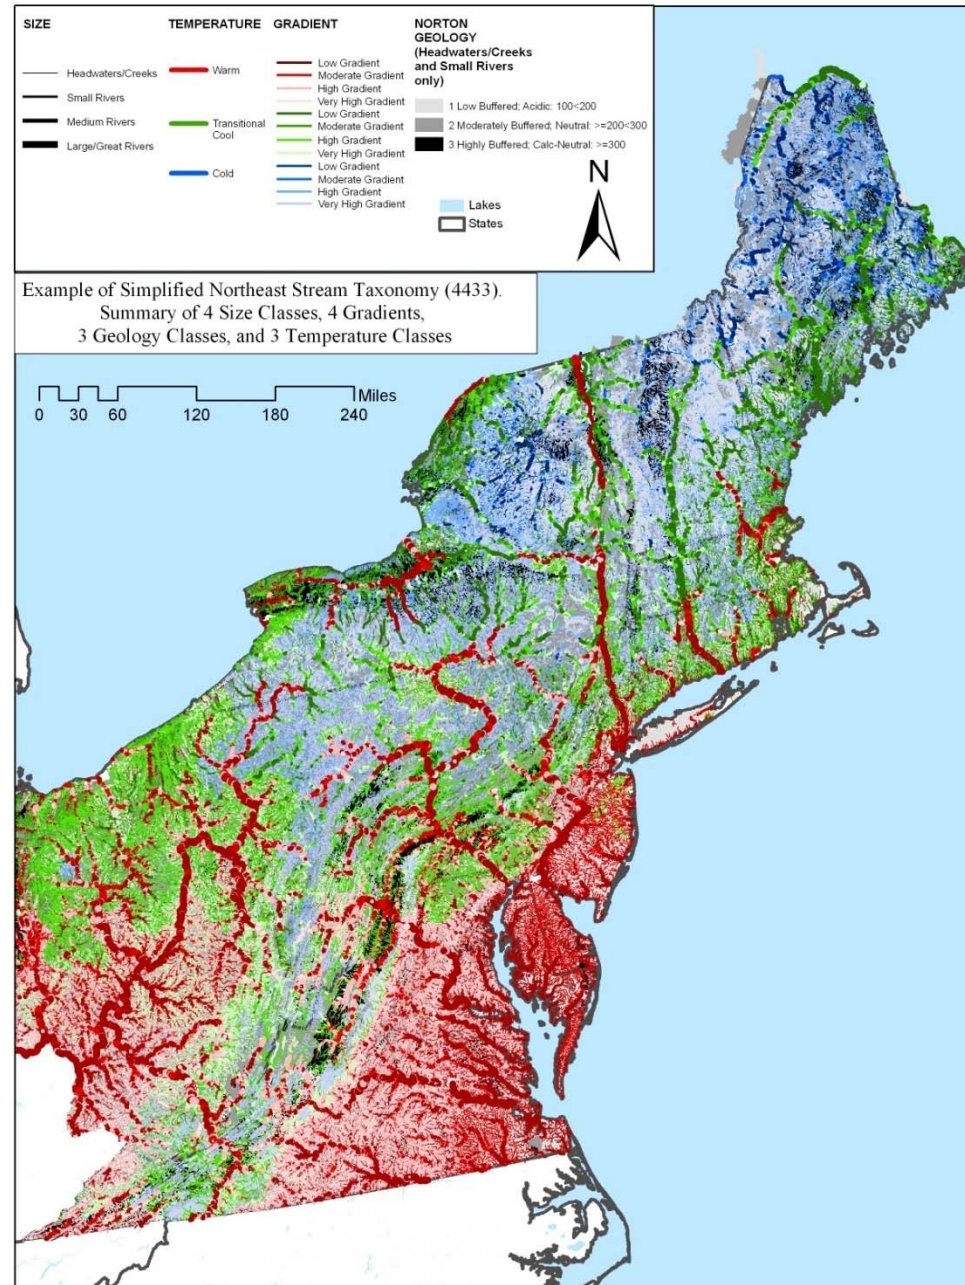 SIZE
Headwaters/Creeks
Small Rivers
Medium Rivers
Large/Great Rivers
TEMPERATURE
Warm
Transitional
Cool
Cold
GRADIENT
Low Gradient
Moderate Gradient
High Gradient
Very High Gradient
Low Gradient
Moderate Gradient
High Gradient
Very High Gradient
Low Gradient
Moderate Gradient
High Gradient
Very High Gradient
NORTON
GEOLOGY
(Headwaters/Creeks
and Small Rivers
only)
1 Low Buffered; Acidic: 100<200
2 Moderately Buffered; Neutral: >=200<300
3 Highly Buffered; Calc-Neutral: >=300
Lakes
States
N
Example of Simplified Northeast Stream Taxonomy (4433).
Summary of 4 Size Classes, 4 Gradients,
3 Geology Classes, and 3 Temperature Classes
Miles
0 30 60 120 180 240